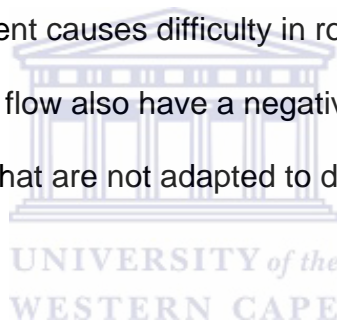 ent causes difficulty in ro
flow also have a negativ
hat are not adapted to d
UNIVERSITY of the
WESTERN CAPE